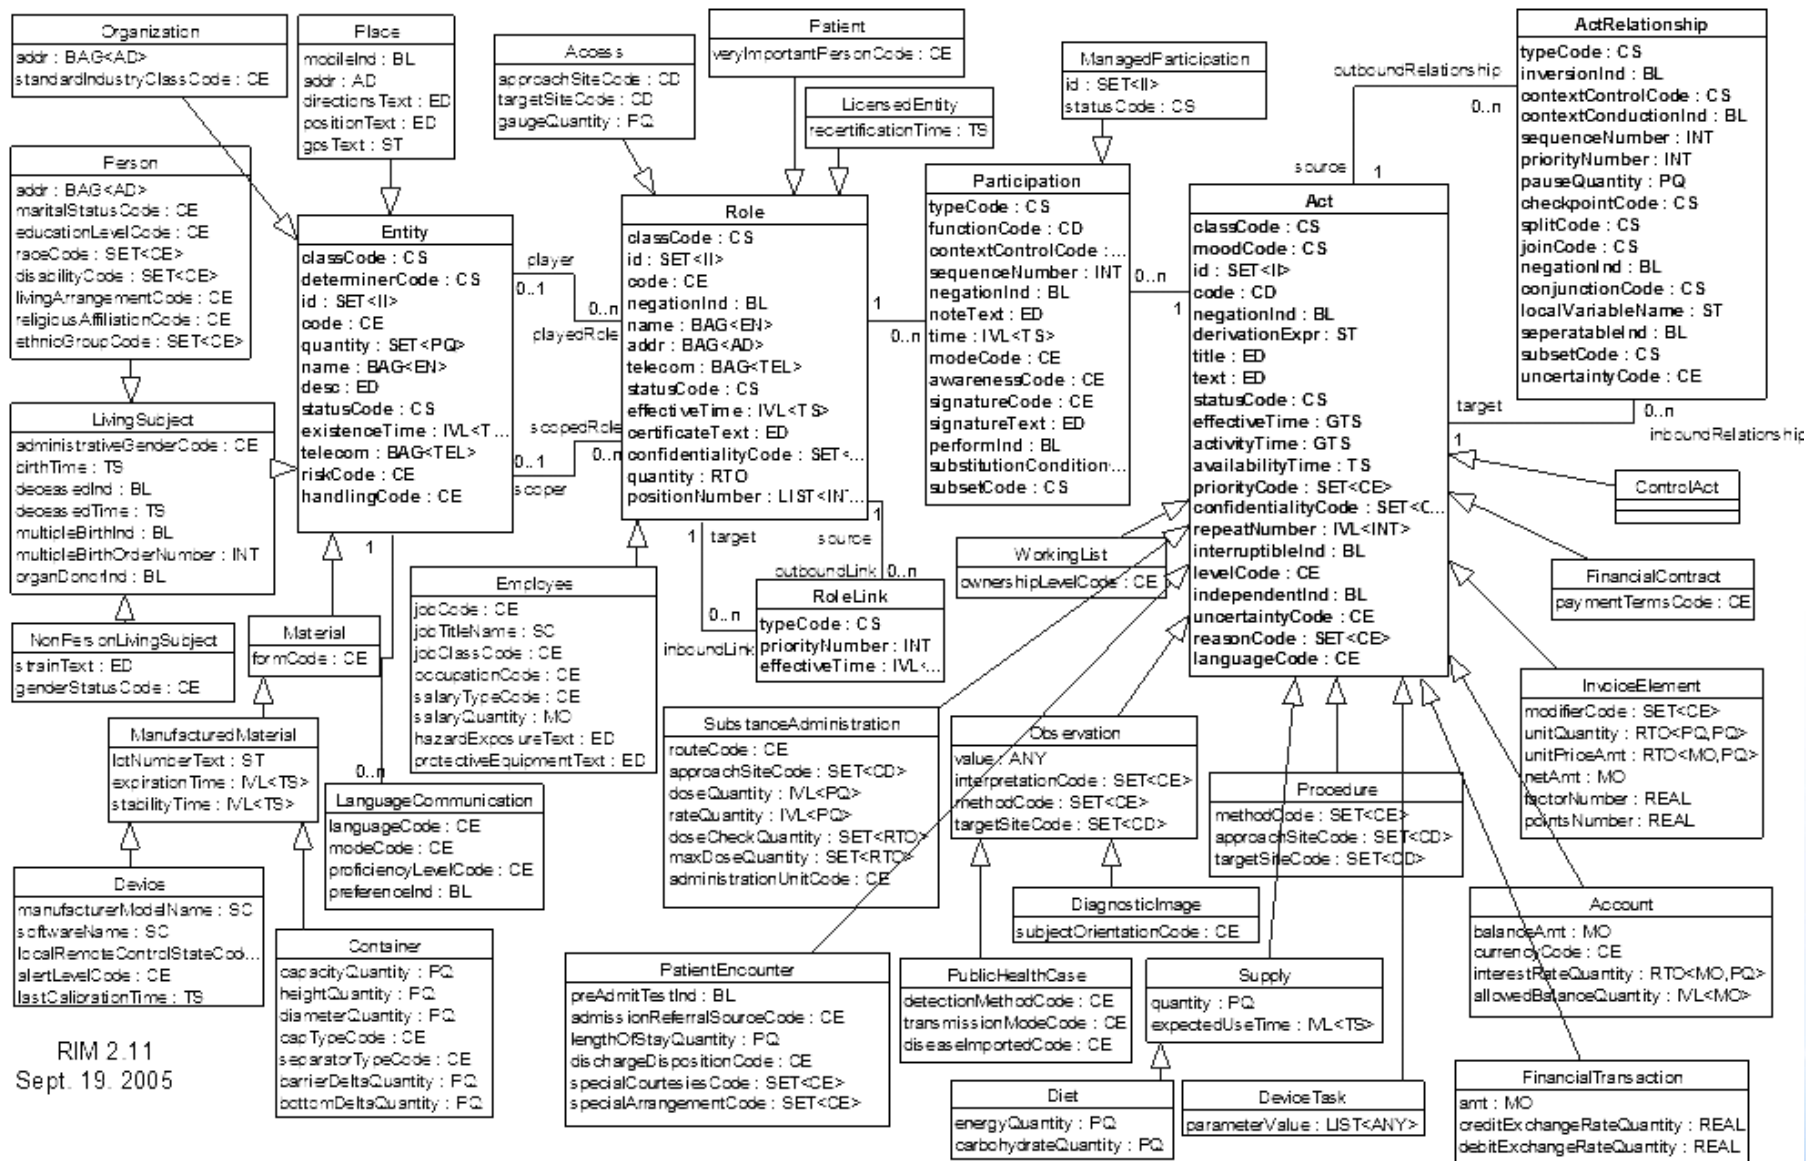 Organization
addr : BAG<AD>
standardIndustryClassCode : CE
Place
mobileInd : BL
addr : AD
directionsText : ED
positionText : ED
gpsText : ST
Access
approachSiteCode : CD
targetSiteCode : CD
gaugeQuantity : PQ
Patient
veryImportantPersonCode : CE
LicensedEntity
recertificationTime : TS
ManagedParticipation
id : SET<II>
statusCode : CS
outboundRelationship
0..n
source
1
ActRelationship
typeCode : CS
inversionInd : BL
contextControlCode : CS
contextConductionInd : BL
sequenceNumber : INT
priorityNumber : INT
pauseQuantity : PQ
checkpointCode : CS
splitCode : CS
joinCode : CS
negationInd : BL
conjunctionCode : CS
localVariableName : ST
seperatableInd : BL
subsetCode : CS
uncertaintyCode : CE
Person
addr : BAG<AD>
maritalStatusCode : CE
educationLevelCode : CE
raceCode : SET<CE>
disabilityCode : SET<CE>
livingArrangementCode : CE
religiousAffiliationCode : CE
ethnicGroupCode : SET<CE>
Entity
classCode : CS
determinerCode : CS
id : SET<II>
code : CE
quantity : SET<PQ>
name : BAG<EN>
desc : ED
statusCode : CS
existenceTime : IVL<T...
telecom : BAG<TEL>
riskCode : CE
handlingCode : CE
player
0..1
0..n
playedRole
scopedRole
0..1
0..n
scoper
Role
classCode : CS
id : SET<II>
code : CE
negationInd : BL
name : BAG<EN>
addr : BAG<AD>
telecom : BAG<TEL>
statusCode : CS
effectiveTime : IVL<TS>
certificateText : ED
confidentialityCode : SET<...
quantity : RTO
positionNumber : LIST<INT...
1
0..n
Participation
typeCode : CS
functionCode : CD
contextControlCode : ...
sequenceNumber : INT
negationInd : BL
noteText : ED
time : IVL<TS>
modeCode : CE
awarenessCode : CE
signatureCode : CE
signatureText : ED
performInd : BL
substitutionCondition...
subsetCode : CS
0..n
1
Act
classCode : CS
moodCode : CS
id : SET<II>
code : CD
negationInd : BL
derivationExpr : ST
title : ED
text : ED
statusCode : CS
effectiveTime : GTS
activityTime : GTS
availabilityTime : TS
priorityCode : SET<CE>
confidentialityCode : SET<C...
repeatNumber : IVL<INT>
interruptibleInd : BL
levelCode : CE
independentInd : BL
uncertaintyCode : CE
reasonCode : SET<CE>
languageCode : CE
target
1
0..n
inboundRelationship
LivingSubject
administrativeGenderCode : CE
birthTime : TS
deceasedInd : BL
deceasedTime : TS
multipleBirthInd : BL
multipleBirthOrderNumber : INT
organDonorInd : BL
ControlAct
WorkingList
ownershipLevelCode : CE
FinancialContract
paymentTermsCode : CE
1
1
target
source
1
outboundLink
0..n
0..n
inboundLink
RoleLink
typeCode : CS
priorityNumber : INT
effectiveTime : IVL<...
Employee
jobCode : CE
jobTitleName : SC
jobClassCode : CE
occupationCode : CE
salaryTypeCode : CE
salaryQuantity : MO
hazardExposureText : ED
protectiveEquipmentText : ED
NonPersonLivingSubject
strainText : ED
genderStatusCode : CE
Material
formCode : CE
InvoiceElement
modifierCode : SET<CE>
unitQuantity : RTO<PQ,PQ>
unitPriceAmt : RTO<MO,PQ>
netAmt : MO
factorNumber : REAL
pointsNumber : REAL
ManufacturedMaterial
lotNumberText : ST
expirationTime : IVL<TS>
stabilityTime : IVL<TS>
0..n
LanguageCommunication
languageCode : CE
modeCode : CE
proficiencyLevelCode : CE
preferenceInd : BL
SubstanceAdministration
routeCode : CE
approachSiteCode : SET<CD>
doseQuantity : IVL<PQ>
rateQuantity : IVL<PQ>
doseCheckQuantity : SET<RTO>
maxDoseQuantity : SET<RTO>
administrationUnitCode : CE
Observation
value : ANY
interpretationCode : SET<CE>
methodCode : SET<CE>
targetSiteCode : SET<CD>
Procedure
methodCode : SET<CE>
approachSiteCode : SET<CD>
targetSiteCode : SET<CD>
Device
manufacturerModelName : SC
softwareName : SC
localRemoteControlStateCod...
alertLevelCode : CE
lastCalibrationTime : TS
Container
capacityQuantity : PQ
heightQuantity : PQ
diameterQuantity : PQ
capTypeCode : CE
separatorTypeCode : CE
barrierDeltaQuantity : PQ
bottomDeltaQuantity : PQ
DiagnosticImage
subjectOrientationCode : CE
Account
balanceAmt : MO
currencyCode : CE
interestRateQuantity : RTO<MO,PQ>
allowedBalanceQuantity : IVL<MO>
PatientEncounter
preAdmitTestInd : BL
admissionReferralSourceCode : CE
lengthOfStayQuantity : PQ
dischargeDispositionCode : CE
specialCourtesiesCode : SET<CE>
specialArrangementCode : SET<CE>
PublicHealthCase
detectionMethodCode : CE
transmissionModeCode : CE
diseaseImportedCode : CE
Supply
quantity : PQ
expectedUseTime : IVL<TS>
RIM 2.11
Sept. 19. 2005
Diet
energyQuantity : PQ
carbohydrateQuantity : PQ
DeviceTask
parameterValue : LIST<ANY>
FinancialTransaction
amt : MO
creditExchangeRateQuantity : REAL
debitExchangeRateQuantity : REAL